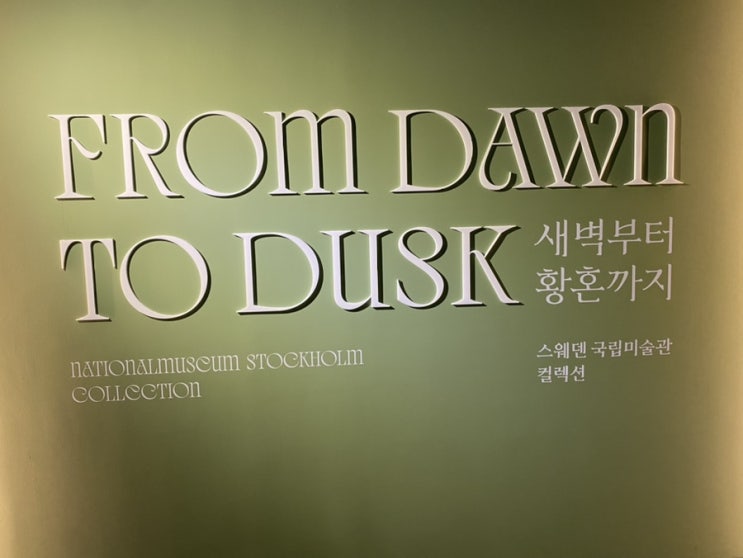 FROM DAWN
TO DUSK
새벽부터
황혼까지
NATIONALMUSEUM STOCKHOLM
COLLECTION
스웨덴 국립미술관
컬렉션